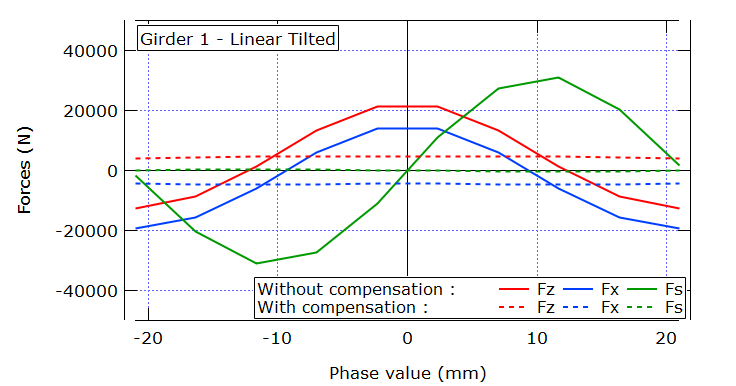 Girder 1 - Linear Tilted
40000
20000
0
-20000
-40000
Forces (N)
Without compensation : Fz Fx Fs
With compensation : Fz Fx Fs
-20 -10 0 10 20
Phase value (mm)